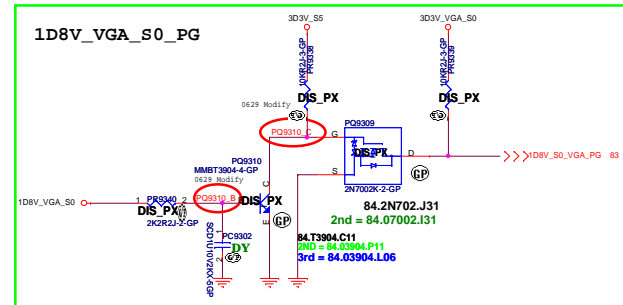 1D8V_VGA_S0_PG
3D3V_S5
3D3V_VGA_S0
10KR2J-3-GP
PR9338
10KR2J-3-GP
PR9339
DIS_PX
DIS_PX
0629 Modify
PQ9310_C
PQ9309
G
DIS_PX
D
S
GP
1D8V_S0_VGA_PG 83
2N7002K-2-GP
PQ9310
MMBT3904-4-GP
0629 Modify
C
84.2N702.J31
2nd = 84.07002.I31
1D8V_VGA_S0
1
PR9340
2
PQ9310_B
DIS_PX
DIS_PX
2K2R2J-2-GP
E
GP
SCD1U10V2KX-5GP
1
PC9302
DY
2
84.T3904.C11
2ND = 84.03904.P11
3rd = 84.03904.L06